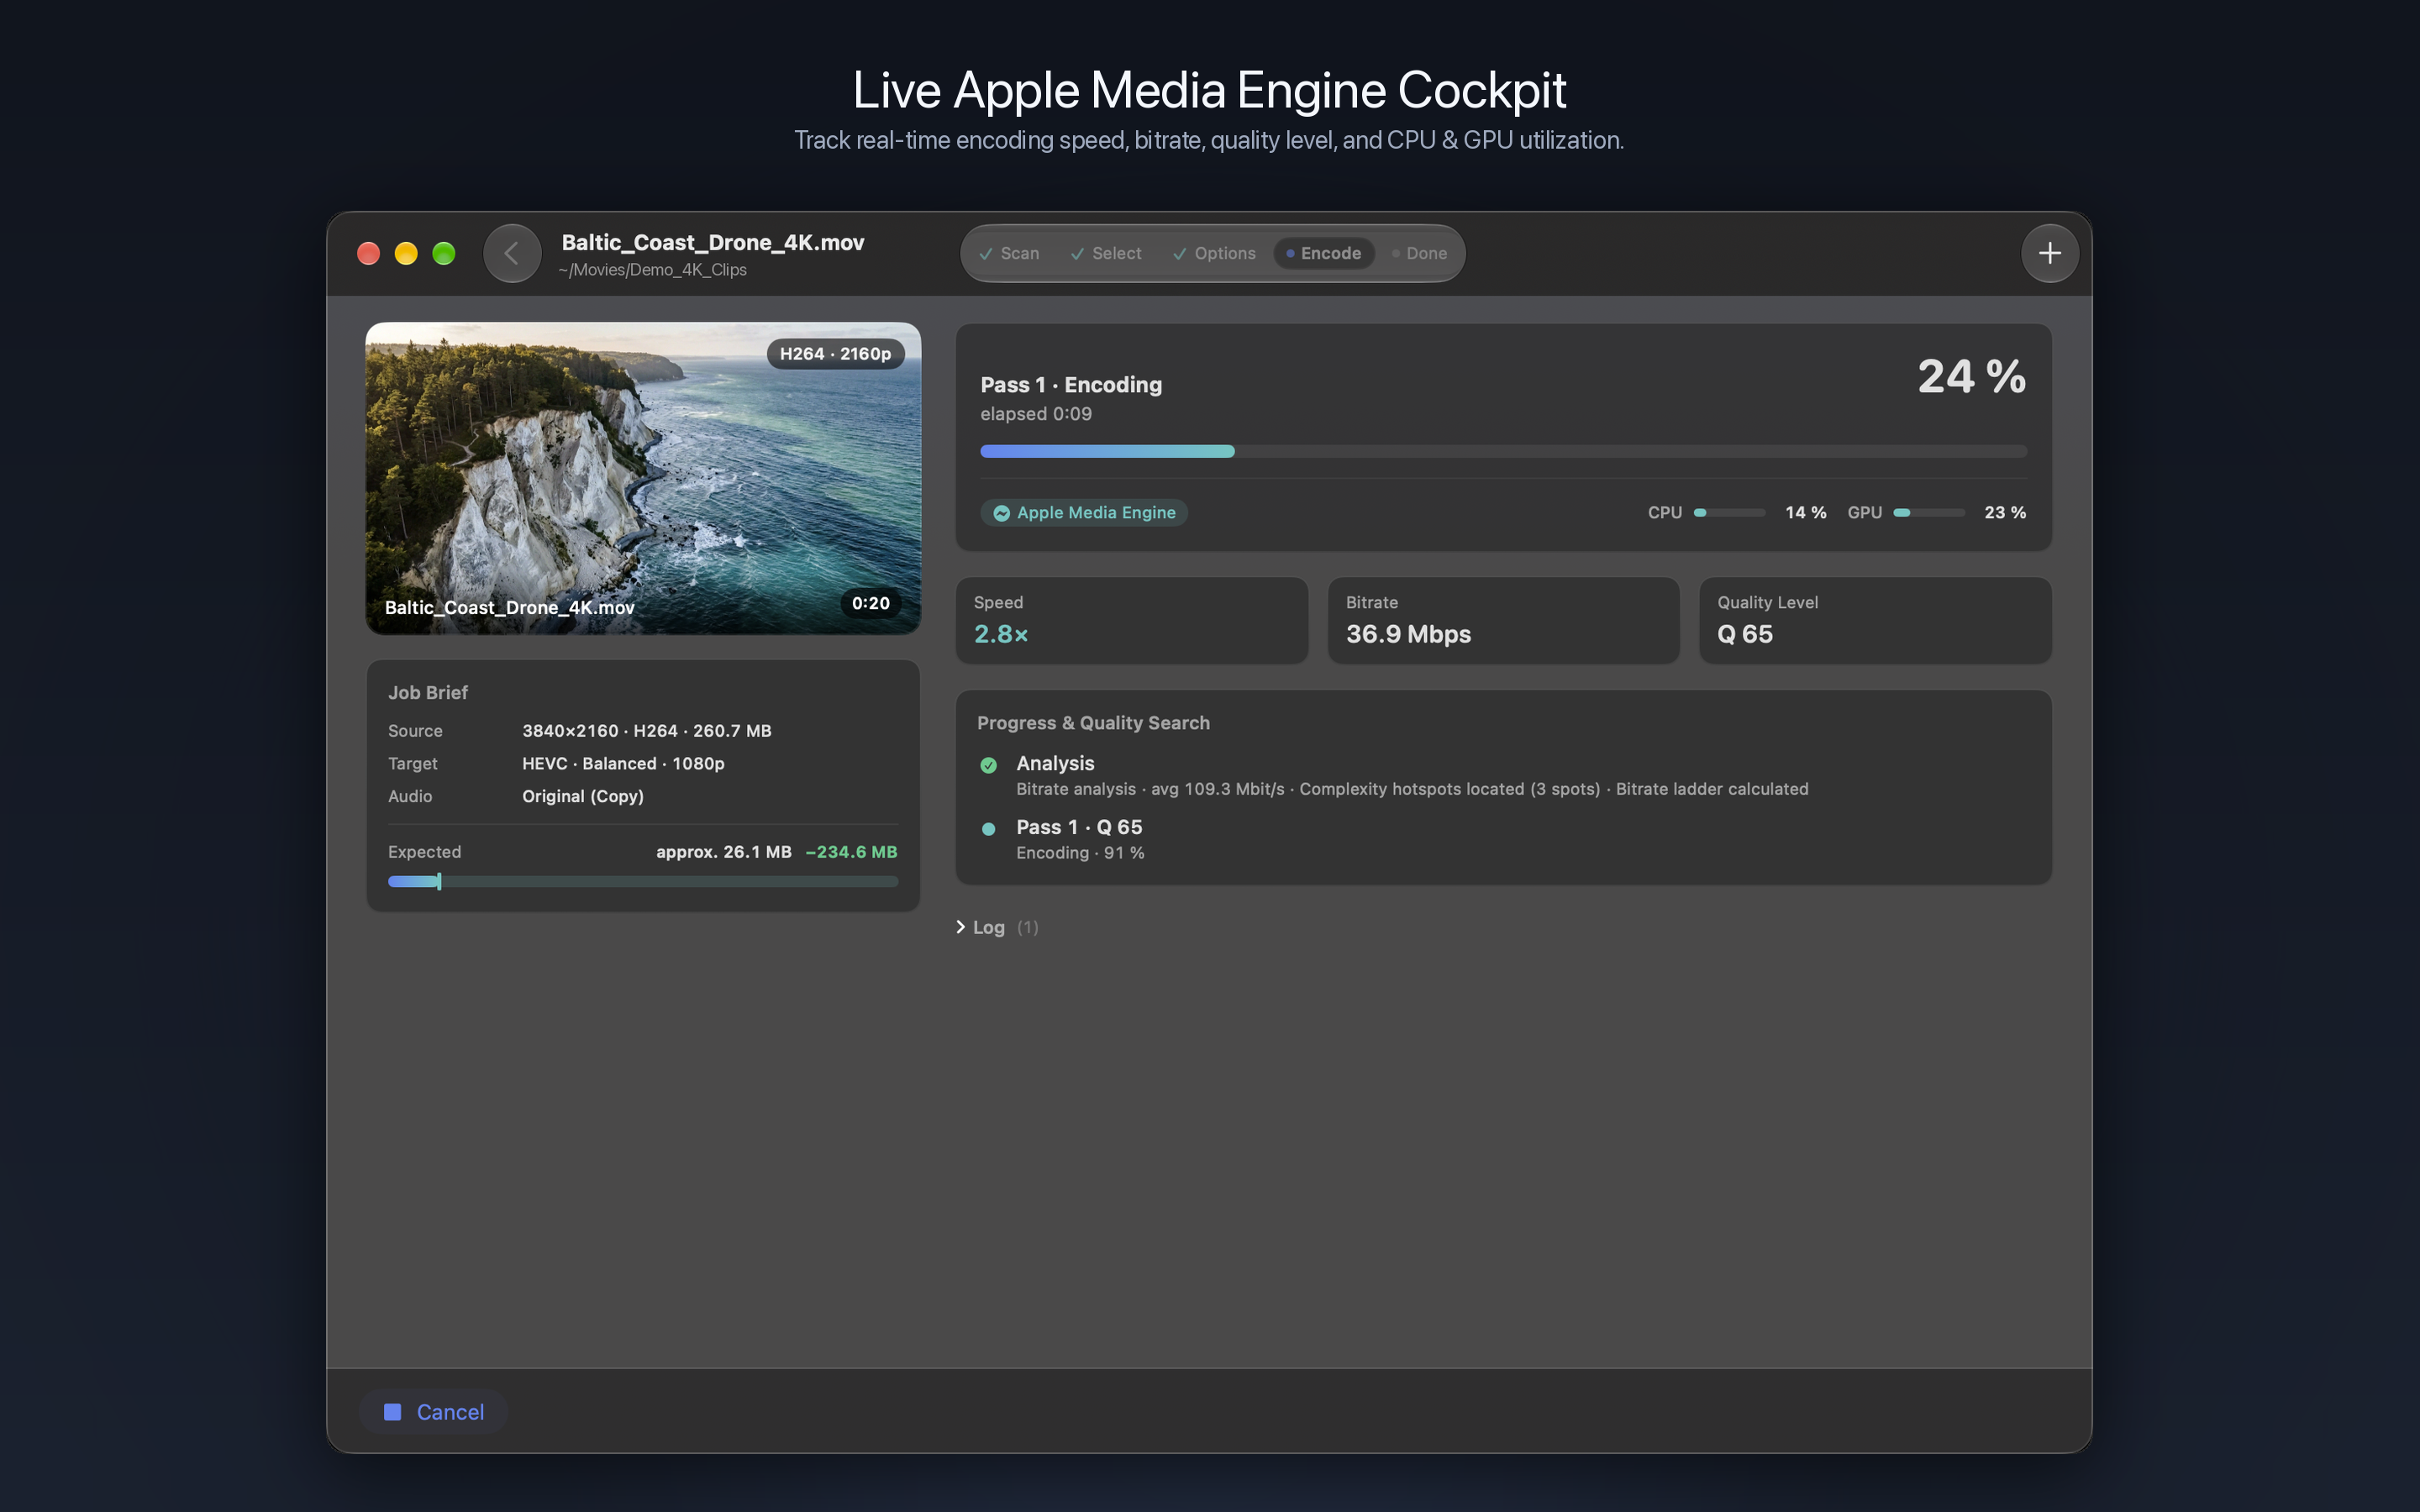 Live Apple Media Engine Cockpit
Track real-time encoding speed, bitrate, quality level, and CPU & GPU utilization.
Baltic_Coast_Drone_4K.mov
~/Movies/Demo_4K_Clips
Scan Select Options Encode Done
H264 · 2160p
Baltic_Coast_Drone_4K.mov 0:20
Job Brief
Source 3840×2160 · H264 · 260.7 MB
Target HEVC · Balanced · 1080p
Audio Original (Copy)
Expected approx. 26.1 MB −234.6 MB
Pass 1 · Encoding 24 %
elapsed 0:09
Apple Media Engine CPU 14 % GPU 23 %
Speed
2.8×
Bitrate
36.9 Mbps
Quality Level
Q 65
Progress & Quality Search
Analysis
Bitrate analysis · avg 109.3 Mbit/s · Complexity hotspots located (3 spots) · Bitrate ladder calculated
Pass 1 · Q 65
Encoding · 91 %
Log (1)
Cancel